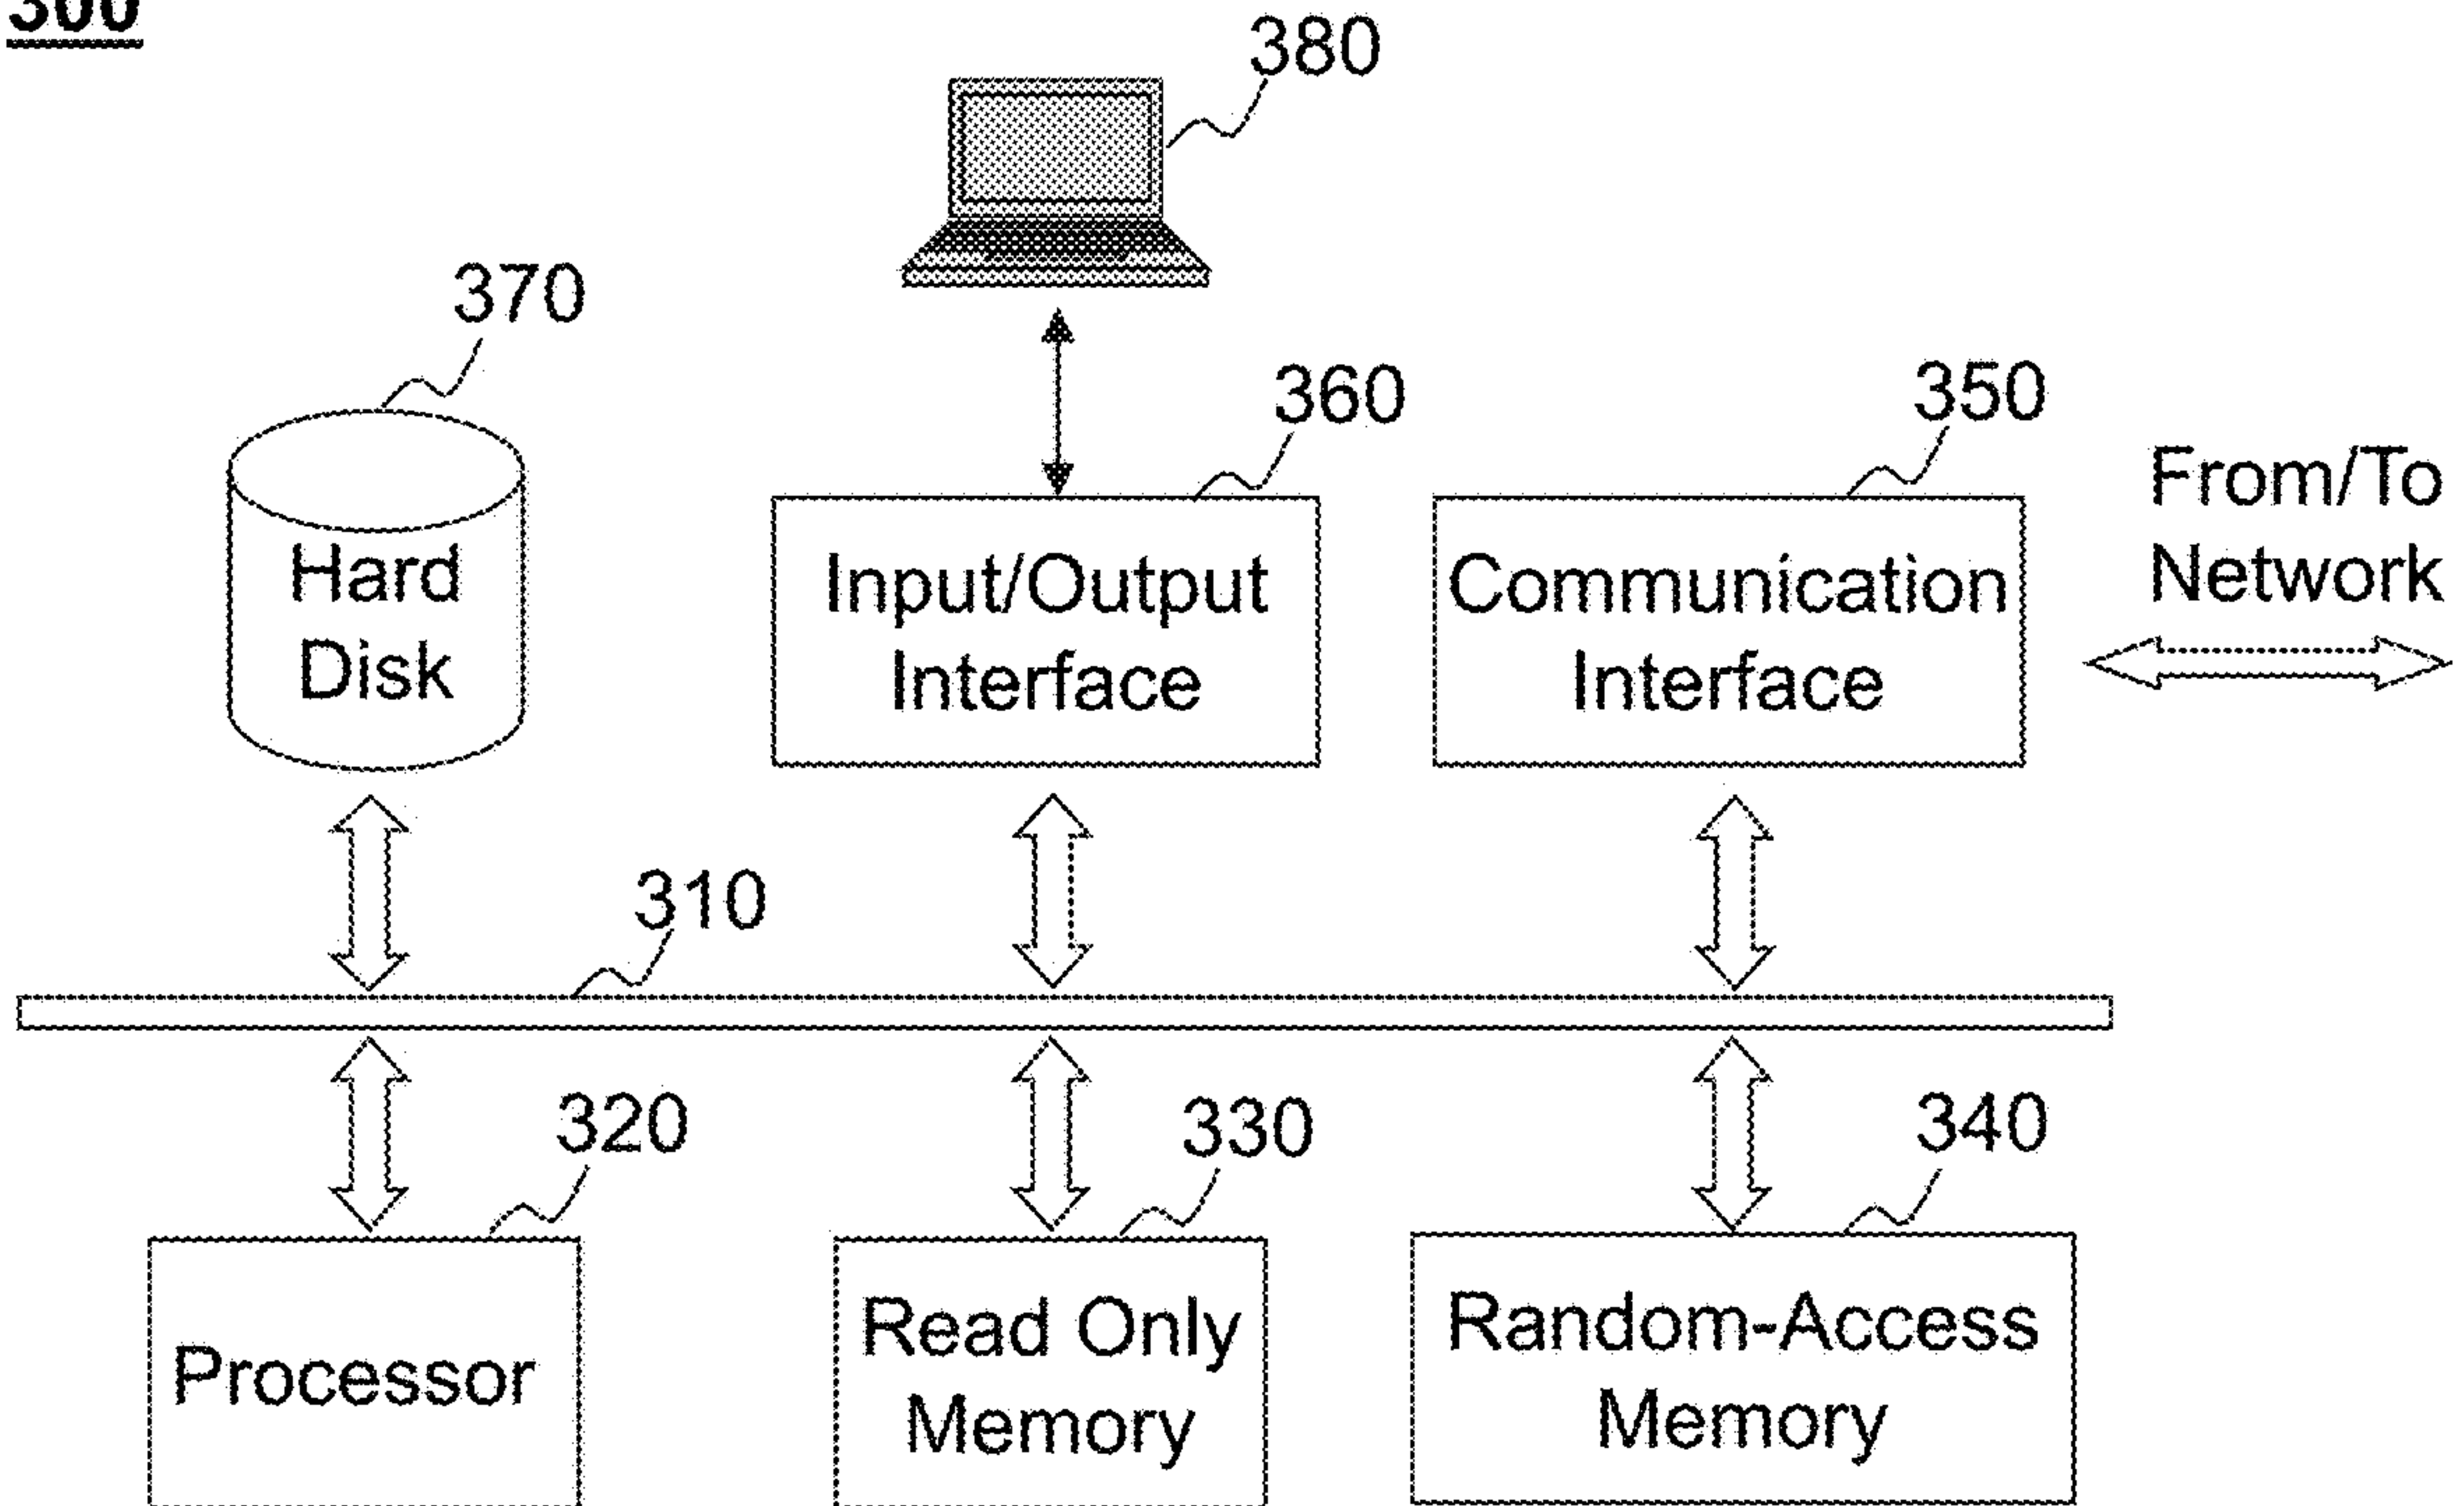 300
380
370
360
350
From/To
Network
Hard
Disk
Input/Output
Interface
Communication
Interface
310
320
330
340
Processor
Read Only
Memory
Random-Access
Memory